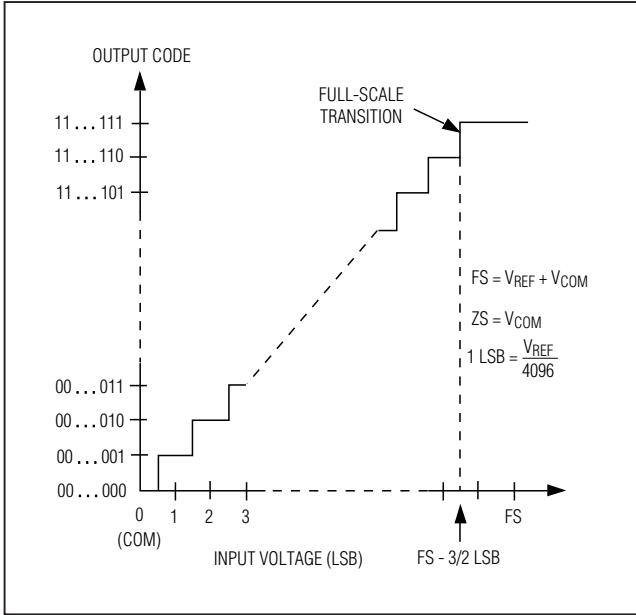 OUTPUT CODE
FULL-SCALE
TRANSITION
11 . . . 111
11 . . . 110
11 . . . 101
FS = VREF + VCOM
ZS = VCOM
1 LSB = VREF
4096
00 . . . 011
00 . . . 010
00 . . . 001
00 . . . 000
0 1 2 3 FS
(COM)
INPUT VOLTAGE (LSB) FS - 3/2 LSB